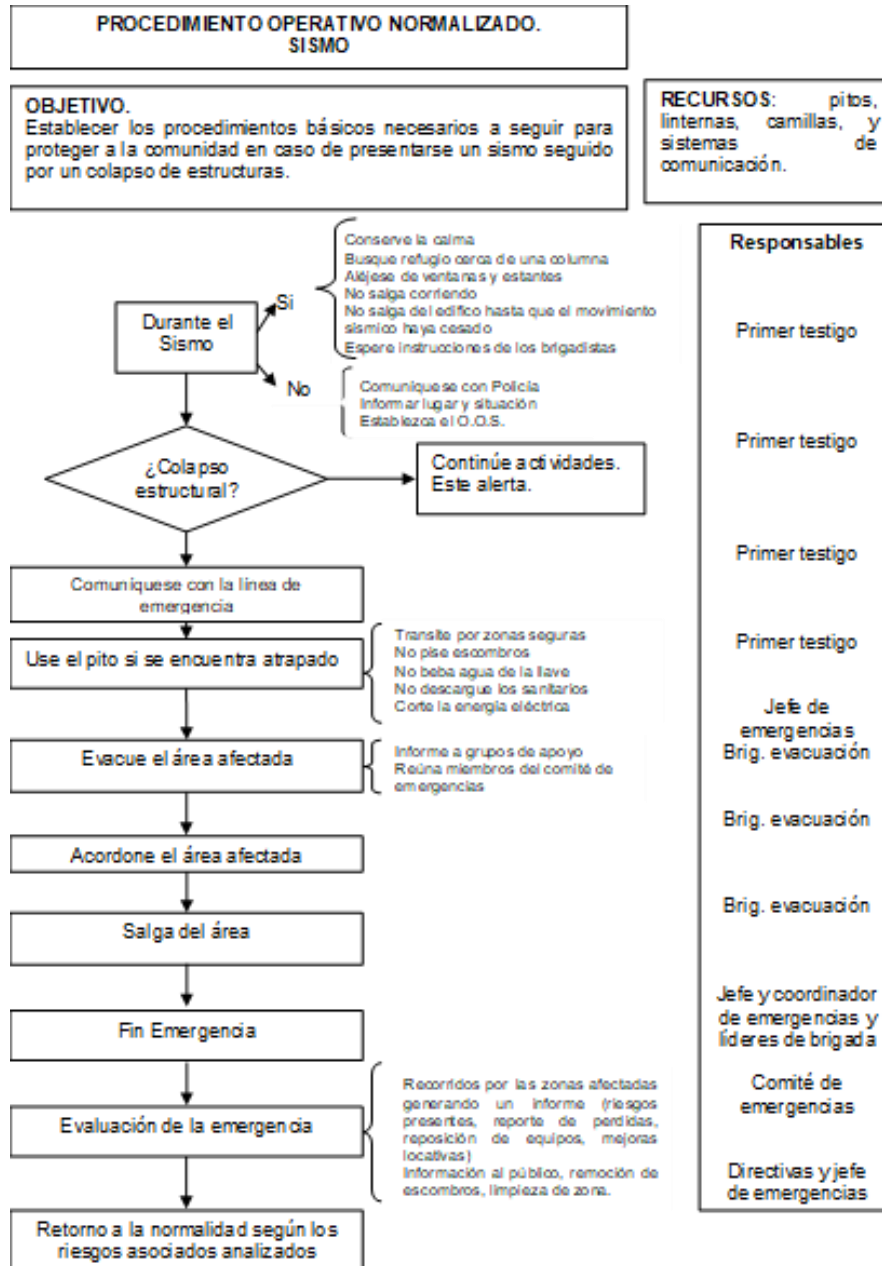 PROCEDIMIENTO OPERATIVO NORMALIZADO.
SISMO
OBJETIVO.
Establecer los procedimientos básicos necesarios a seguir para
proteger a la comunidad en caso de presentarse un sismo seguido
por un colapso de estructuras.
RECURSOS: pitos,
linternas, camillas, y
sistemas de
comunicación.
Durante el
Sismo
Si
Conserve la calma
Busque refugio cerca de una columna
Aléjese de ventanas y estantes
No salga corriendo
No salga del edifico hasta que el movimiento
sísmico haya cesado
Espere instrucciones de los brigadistas
No
Comuníquese con Policía
Informar lugar y situación
Establezca el O.O.S.
¿Colapso
estructural?
Continúe actividades.
Este alerta.
Comuníquese con la línea de
emergencia
Use el pito si se encuentra atrapado
Transite por zonas seguras
No pise escombros
No beba agua de la llave
No descargue los sanitarios
Corte la energía eléctrica
Evacue el área afectada
Informe a grupos de apoyo
Reúna miembros del comité de
emergencias
Acordone el área afectada
Salga del área
Fin Emergencia
Evaluación de la emergencia
Recorridos por las zonas afectadas
generando un informe (riesgos
presentes, reporte de perdidas,
reposición de equipos, mejoras
locativas)
Información al público, remoción de
escombros, limpieza de zona.
Retorno a la normalidad según los
riesgos asociados analizados
Responsables
Primer testigo
Primer testigo
Primer testigo
Primer testigo
Jefe de
emergencias
Brig. evacuación
Brig. evacuación
Brig. evacuación
Jefe y coordinador
de emergencias y
líderes de brigada
Comité de
emergencias
Directivas y jefe
de emergencias